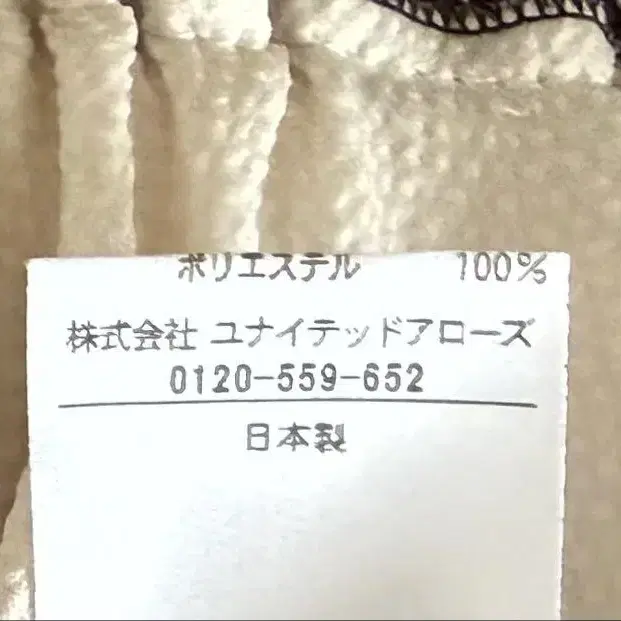 ポリエステル 100%
株式会社 ユナイテッドアローズ
0120-559-652
日本製